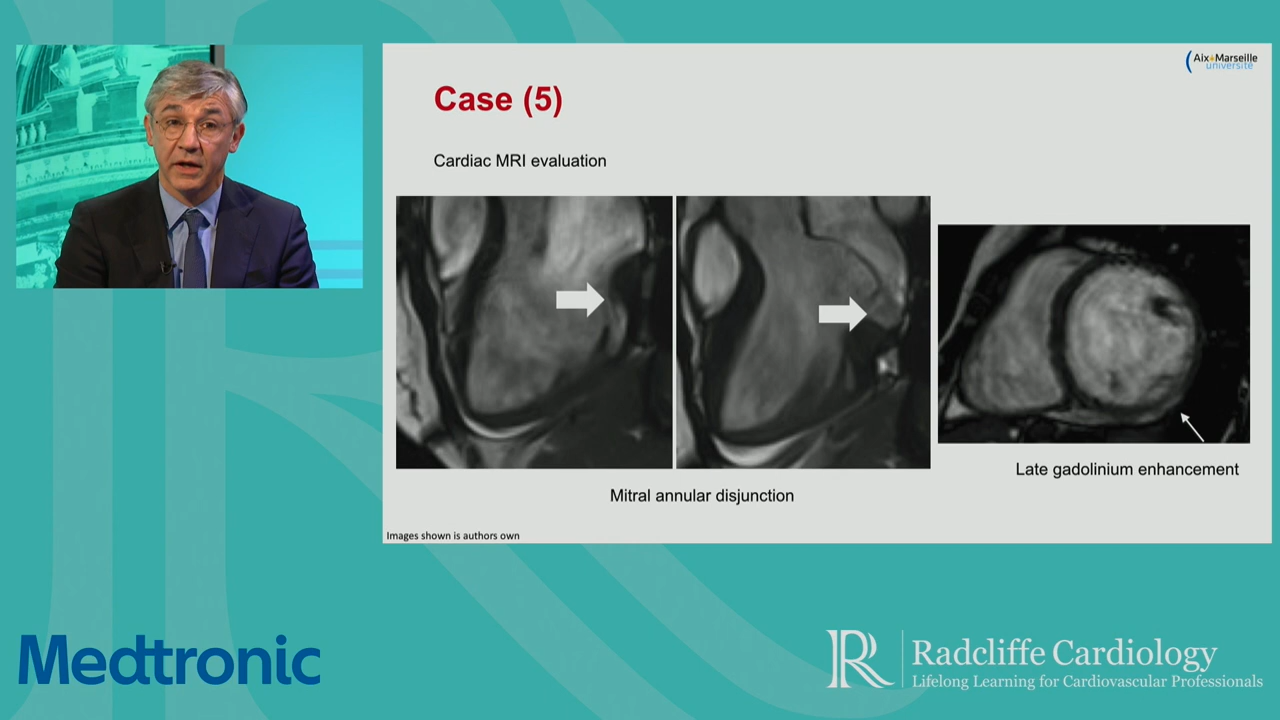 Aix+Marseille
université
Case (5)
Cardiac MRI evaluation
Late gadolinium enhancement
Mitral annular disjunction
Images shown is authors own
Medtronic
R
Radcliffe Cardiology
Lifelong Learning for Cardiovascular Professionals